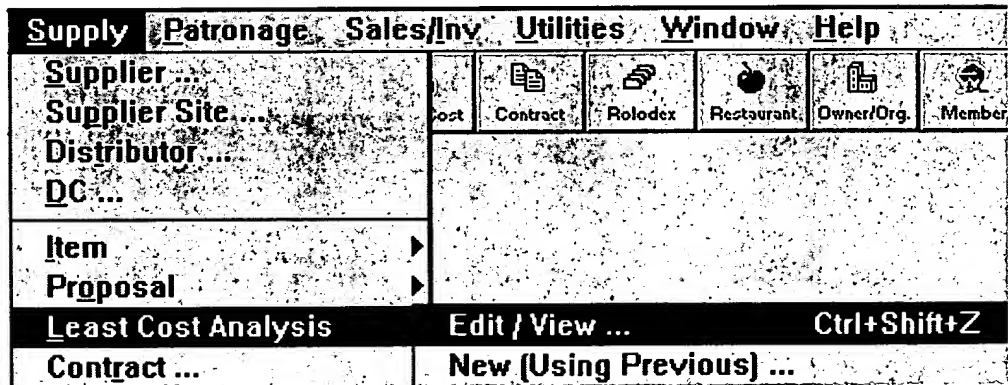 Supply Patronage Sales/Inv Utilities Window Help
Supplier ...
Supplier Site ...
Distributor ...
DC ...
ost Contract Rolodex Restaurant Owner/Org. Member
Item
Proposal
Least Cost Analysis Edit / View ... Ctrl+Shift+Z
Contract ... New (Using Previous) ...